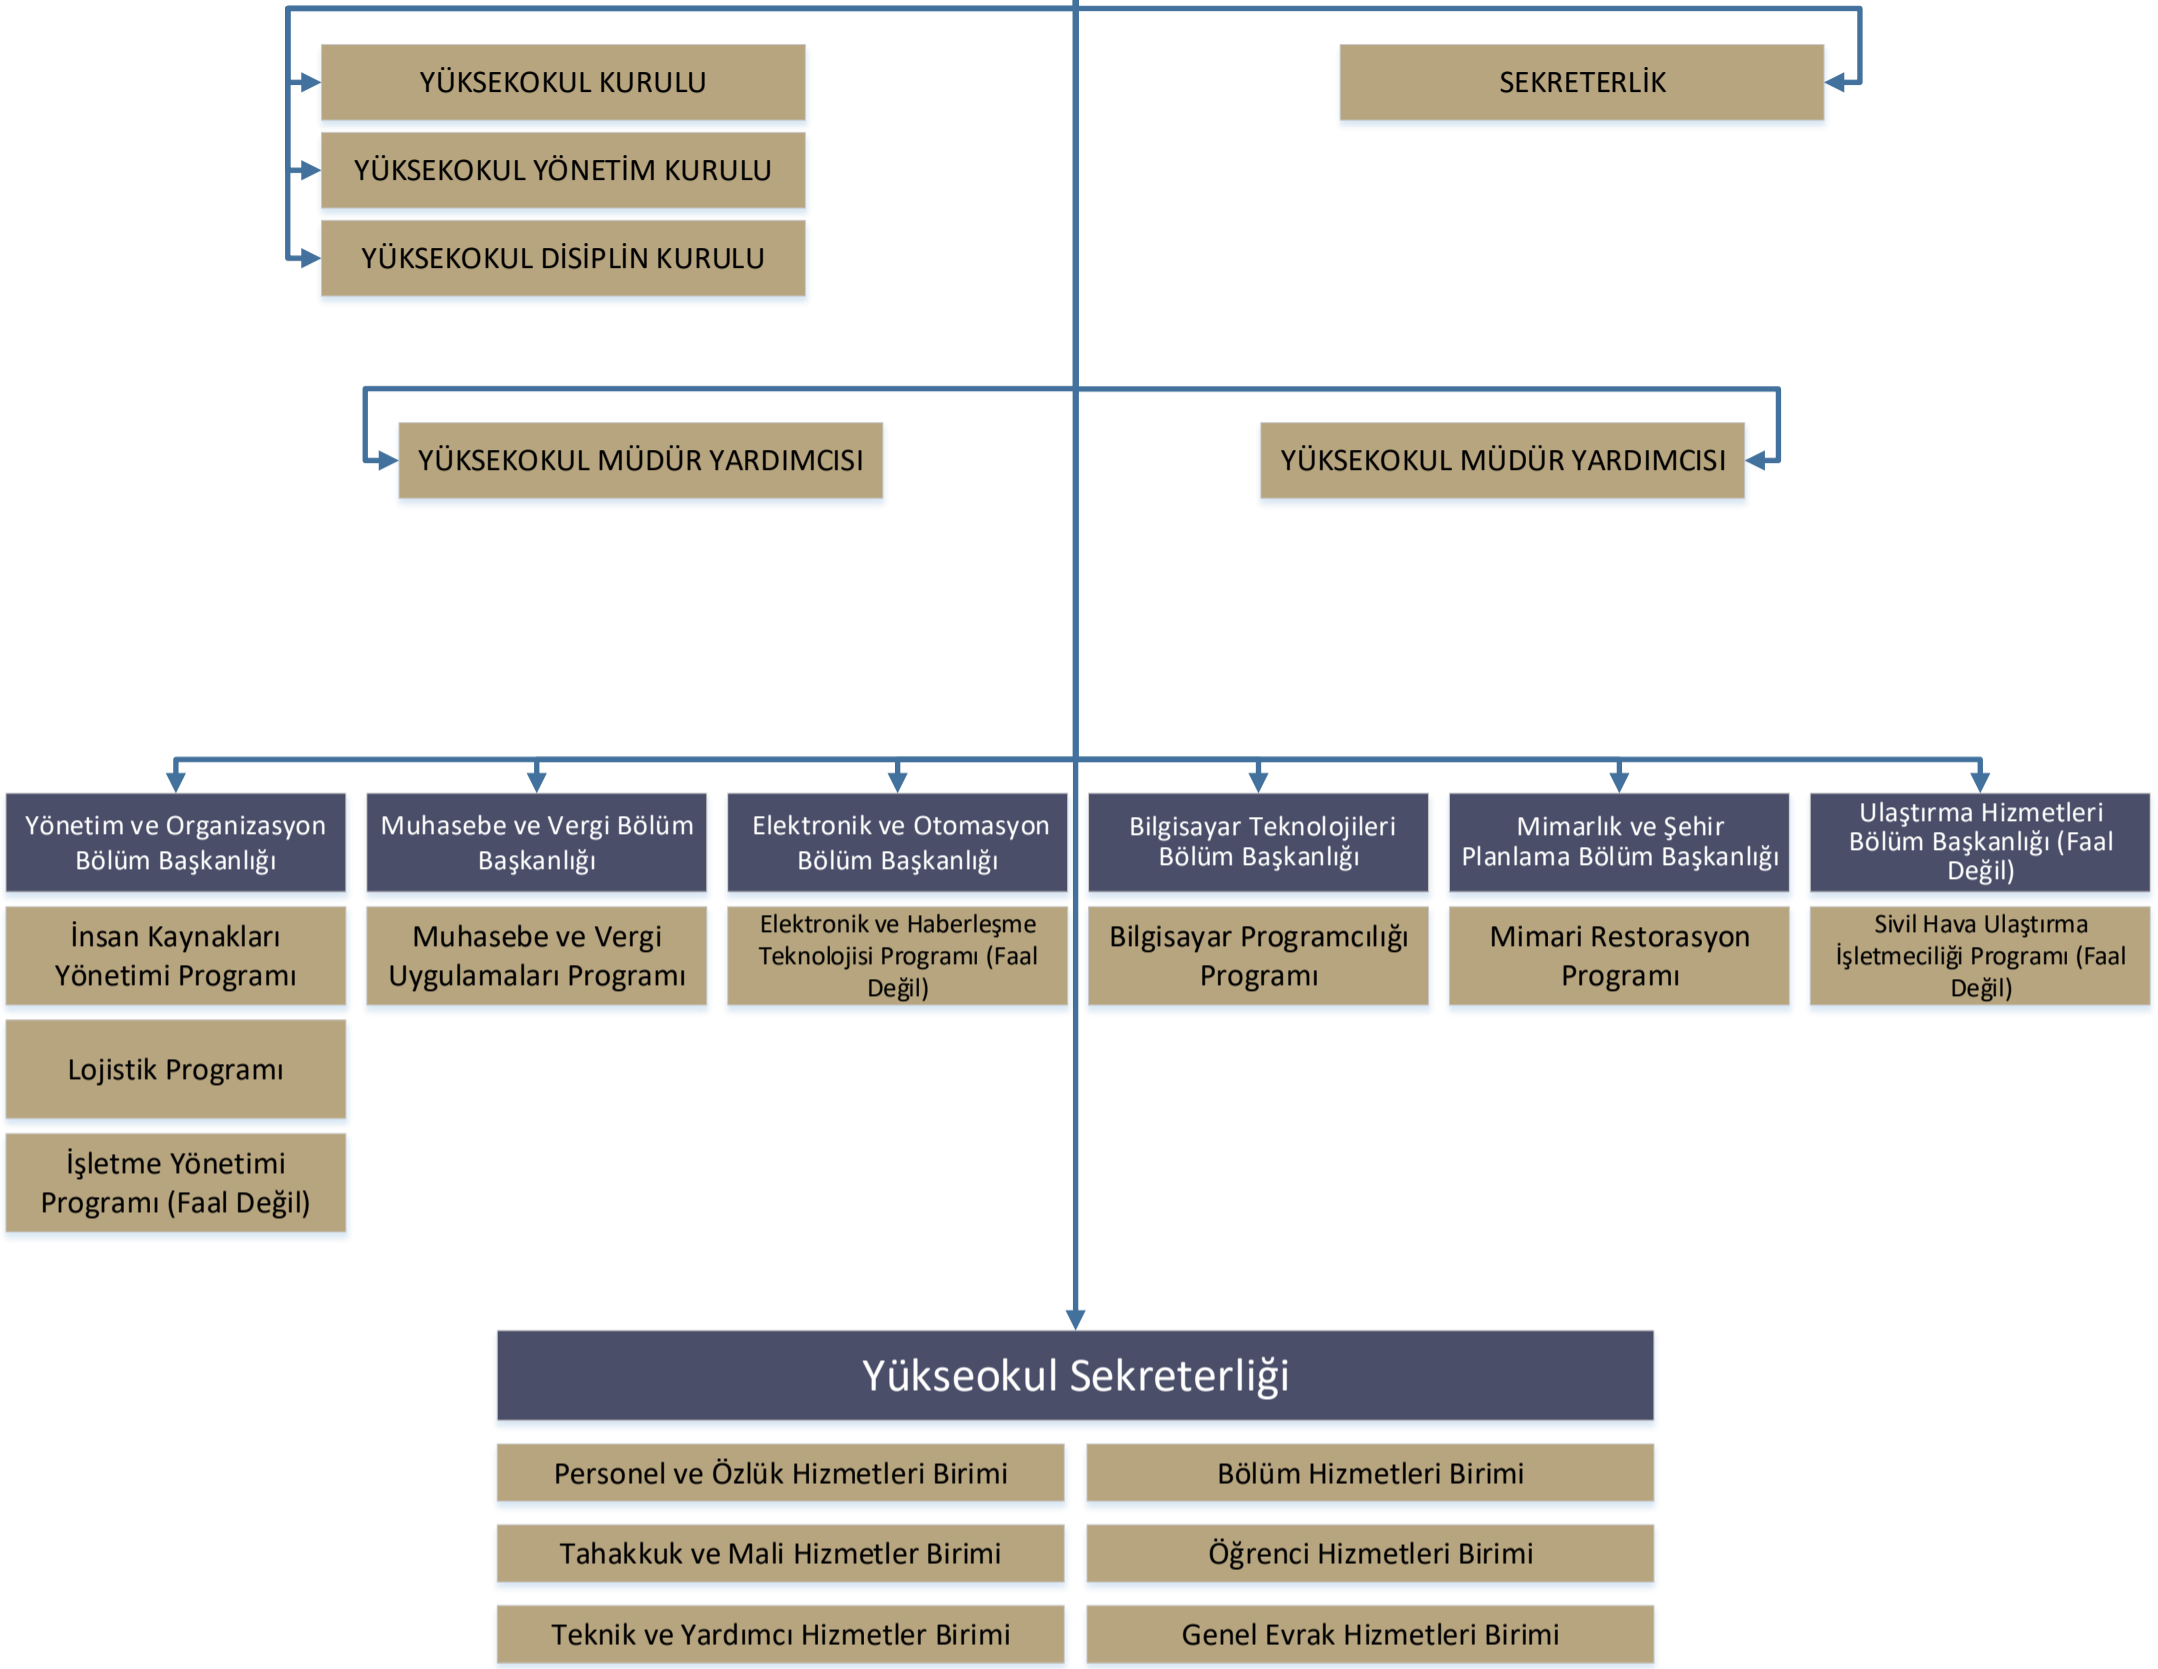 YÜKSEKOKUL KURULU
SEKRETERLİK
YÜKSEKOKUL YÖNETİM KURULU
YÜKSEKOKUL DİSİPLİN KURULU
YÜKSEKOKUL MÜDÜR YARDIMCISI
YÜKSEKOKUL MÜDÜR YARDIMCISI
Yönetim ve Organizasyon
Bölüm Başkanlığı
Muhasebe ve Vergi Bölüm
Başkanlığı
Elektronik ve Otomasyon
Bölüm Başkanlığı
Bilgisayar Teknolojileri
Bölüm Başkanlığı
Mimarlık ve Şehir
Planlama Bölüm Başkanlığı
Ulaştırma Hizmetleri
Bölüm Başkanlığı (Faal
Değil)
İnsan Kaynakları
Yönetimi Programı
Muhasebe ve Vergi
Uygulamaları Programı
Elektronik ve Haberleşme
Teknolojisi Programı (Faal
Değil)
Bilgisayar Programcılığı
Programı
Mimari Restorasyon
Programı
Sivil Hava Ulaştırma
İşletmeciliği Programı (Faal
Değil)
Lojistik Programı
İşletme Yönetimi
Programı (Faal Değil)
Yükseokul Sekreterliği
Personel ve Özlük Hizmetleri Birimi
Bölüm Hizmetleri Birimi
Tahakkuk ve Mali Hizmetler Birimi
Öğrenci Hizmetleri Birimi
Teknik ve Yardımcı Hizmetler Birimi
Genel Evrak Hizmetleri Birimi